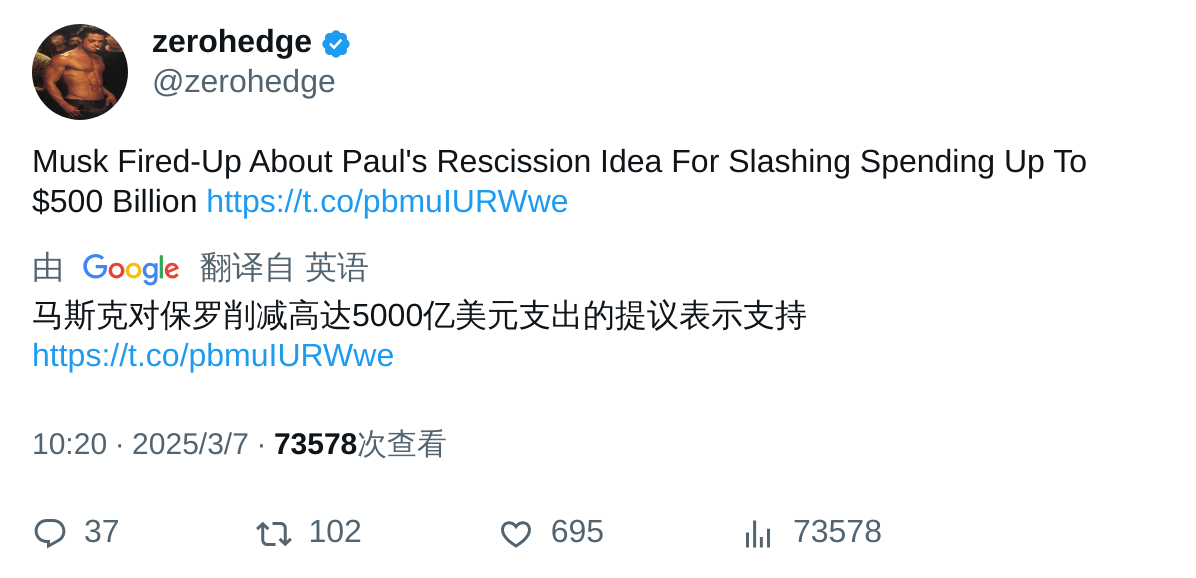 zerohedge
@zerohedge
Musk Fired-Up About Paul's Rescission Idea For Slashing Spending Up To
$500 Billion https://t.co/pbmuIURWwe
由 Google 翻译自 英语
马斯克对保罗削减高达5000亿美元支出的提议表示支持
https://t.co/pbmuIURWwe
10:20 · 2025/3/7 · 73578次查看
37 102 695 73578